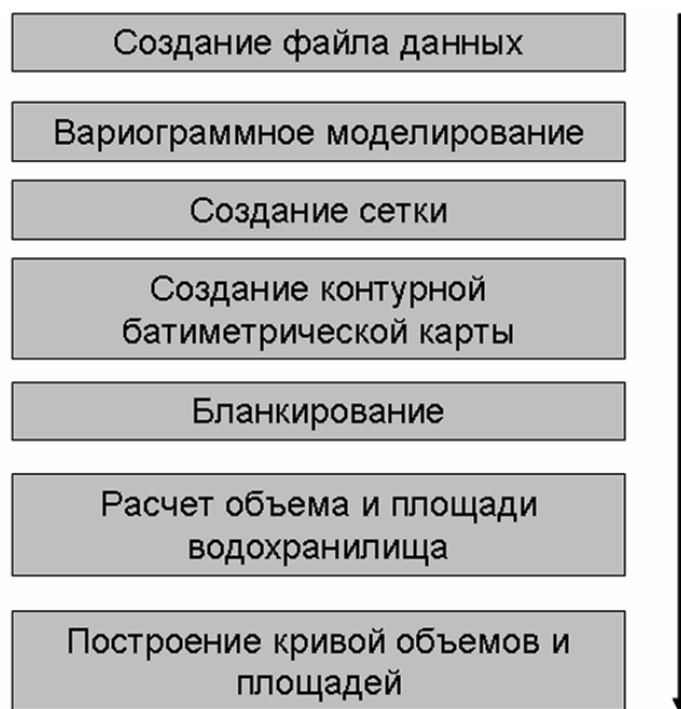 Создание файла данных
Вариограммное моделирование
Создание сетки
Создание контурной
батиметрической карты
Бланкирование
Расчет объема и площади
водохранилища
Построение кривой объемов и
площадей